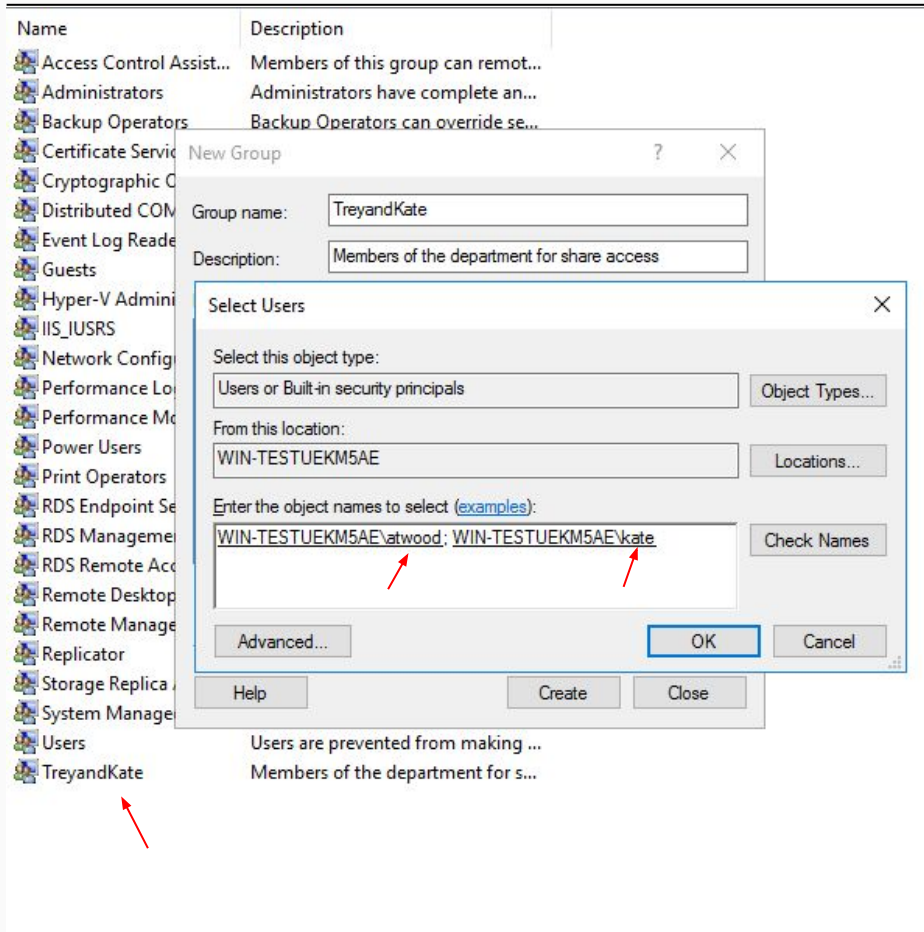 Name Description
Access Control Assist... Members of this group can remot...
Administrators Administrators have complete an...
Backup Operators Backup Operators can override se...
Certificate Servic
Cryptographic C
Distributed COM
Event Log Reade
Guests
Hyper-V Admini
IIS_IUSRS
Network Configu
Performance Lo
Performance Mo
Power Users
Print Operators
RDS Endpoint Se
RDS Manageme
RDS Remote Acc
Remote Desktop
Remote Manage
Replicator
Storage Replica
System Manage
Users Users are prevented from making ...
TreyandKate Members of the department for s...
New Group ?
Group name: TreyandKate
Description: Members of the department for share access
Select Users
Select this object type:
Users or Built-in security principals Object Types...
From this location:
WIN-TESTUEKM5AE Locations...
Enter the object names to select (examples):
WIN-TESTUEKM5AE\atwood; WIN-TESTUEKM5AE\kate Check Names
Advanced... OK Cancel
Help Create Close